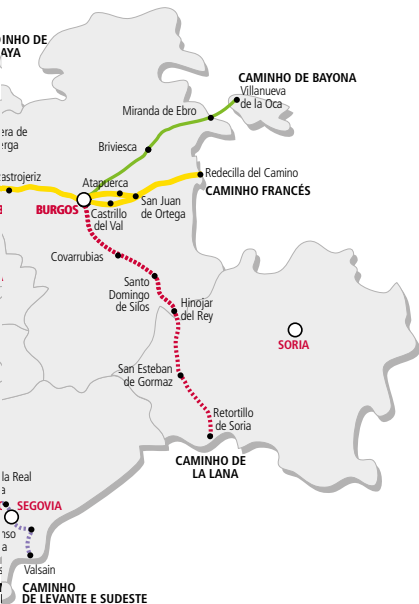 INHO DE
AYA
CAMINHO DE BAYONA
Villanueva
de la Oca
Miranda de Ebro
era de
erga
Briviesca
astrojeriz
Atapuerca
Redecilla del Camino
CAMINHO FRANCÉS
BURGOS
Castrillo
del Val
San Juan
de Ortega
Covarrubias
Santo
Domingo
de Silos
Hinojar
del Rey
SORIA
San Esteban
de Gormaz
Retortillo
de Soria
CAMINHO DE
LA LANA
la Real
a
SEGOVIA
nso
a
Valsain
CAMINHO
DE LEVANTE E SUDESTE